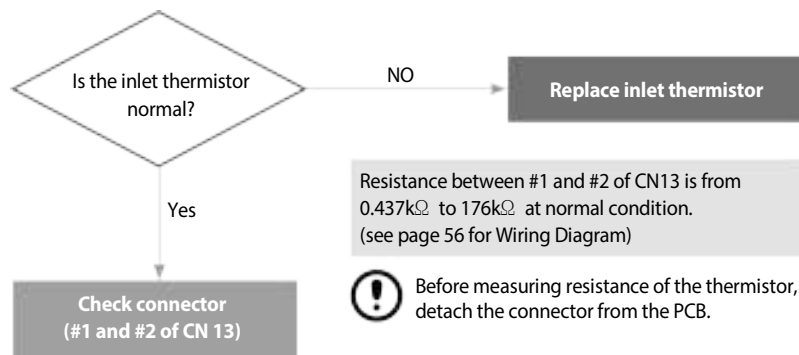 Is the inlet thermistor
normal?
NO
Replace inlet thermistor
Yes
Resistance between #1 and #2 of CN13 is from
0.437kΩ to 176kΩ at normal condition.
(see page 56 for Wiring Diagram)
Check connector
(#1 and #2 of CN 13)
Before measuring resistance of the thermistor,
detach the connector from the PCB.